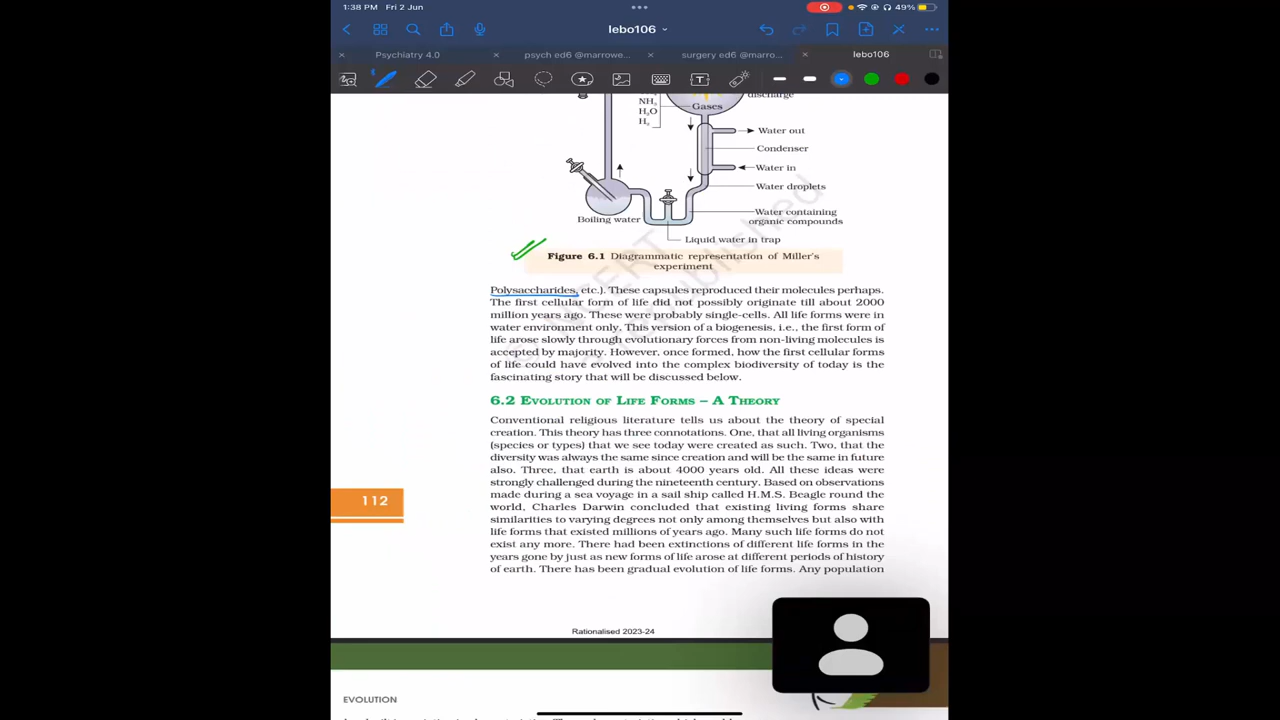 1:38 PM Fri 2 Jun
49%
lebo106
Psychiatry 4.0
psych ed6 @marrowe...
surgery ed6 @marro...
lebo106
discharge
NH₃
H₂O
H₂
Gases
Water out
Condenser
Water in
Water droplets
Boiling water
Water containing
organic compounds
Liquid water in trap
Figure 6.1 Diagrammatic representation of Miller's
experiment
Polysaccharides, etc.). These capsules reproduced their molecules perhaps.
The first cellular form of life did not possibly originate till about 2000
million years ago. These were probably single-cells. All life forms were in
water environment only. This version of a biogenesis, i.e., the first form of
life arose slowly through evolutionary forces from non-living molecules is
accepted by majority. However, once formed, how the first cellular forms
of life could have evolved into the complex biodiversity of today is the
fascinating story that will be discussed below.
6.2 Evolution of Life Forms – A Theory
Conventional religious literature tells us about the theory of special
creation. This theory has three connotations. One, that all living organisms
(species or types) that we see today were created as such. Two, that the
diversity was always the same since creation and will be the same in future
also. Three, that earth is about 4000 years old. All these ideas were
strongly challenged during the nineteenth century. Based on observations
made during a sea voyage in a sail ship called H.M.S. Beagle round the
world, Charles Darwin concluded that existing living forms share
similarities to varying degrees not only among themselves but also with
life forms that existed millions of years ago. Many such life forms do not
exist any more. There had been extinctions of different life forms in the
years gone by just as new forms of life arose at different periods of history
of earth. There has been gradual evolution of life forms. Any population
112
Rationalised 2023-24
EVOLUTION